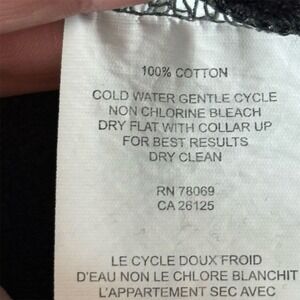 100% COTTON
COLD WATER GENTLE CYCLE
NON CHLORINE BLEACH
DRY FLAT WITH COLLAR UP
FOR BEST RESULTS
DRY CLEAN
RN 78069
CA 26125
LE CYCLE DOUX FROID
D'EAU NON LE CHLORE BLANCHIT
L'APPARTEMENT SEC AVEC